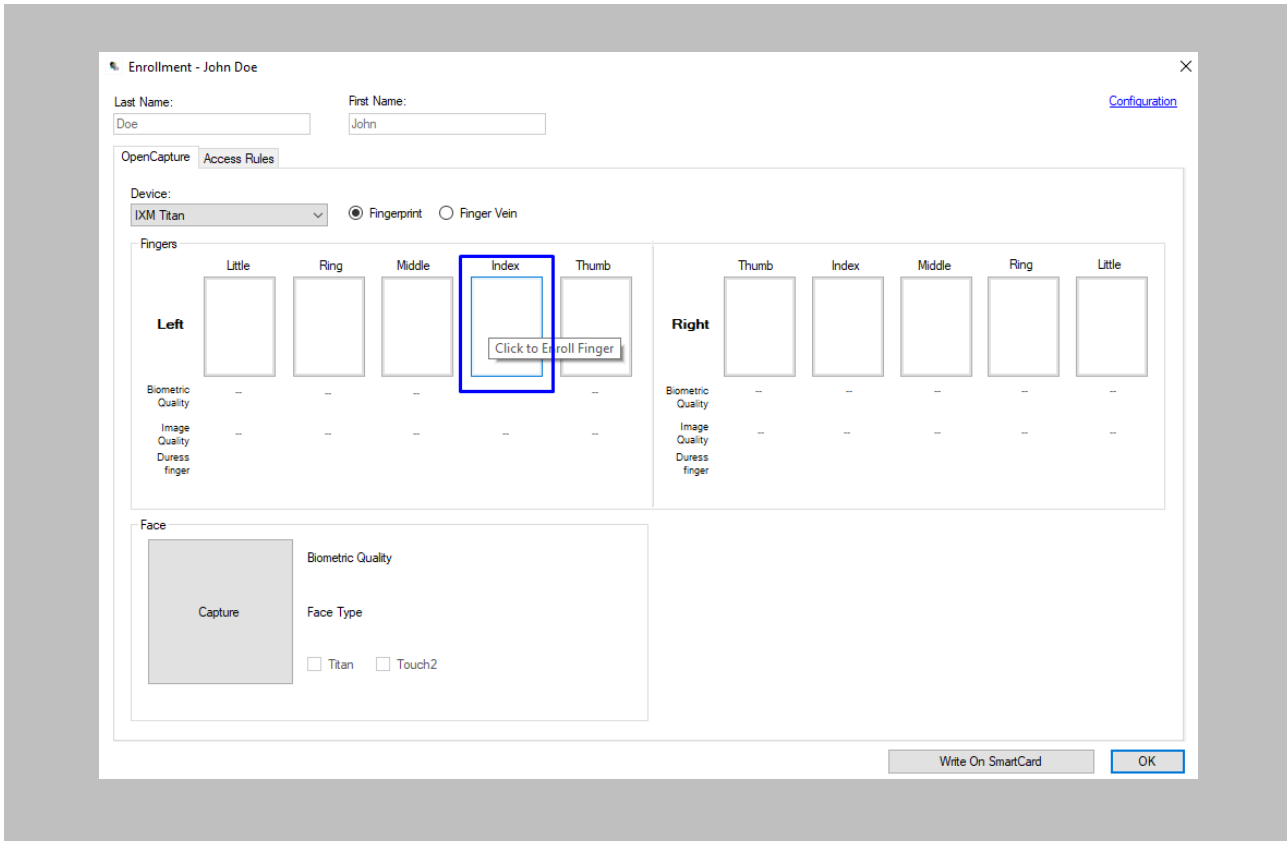 Enrollment - John Doe
Last Name: First Name: Configuration
Doe John
OpenCapture Access Rules
Device:
IXM Titan Fingerprint Finger Vein
Fingers
Little Ring Middle Index Thumb Thumb Index Middle Ring Little
Left Right
Click to Enroll Finger
Biometric Quality -- -- -- -- Biometric Quality -- -- -- -- --
Image Quality -- -- -- -- -- Image Quality -- -- -- -- --
Duress finger Duress finger
Face
Biometric Quality
Capture Face Type
Titan Touch2
Write On SmartCard OK